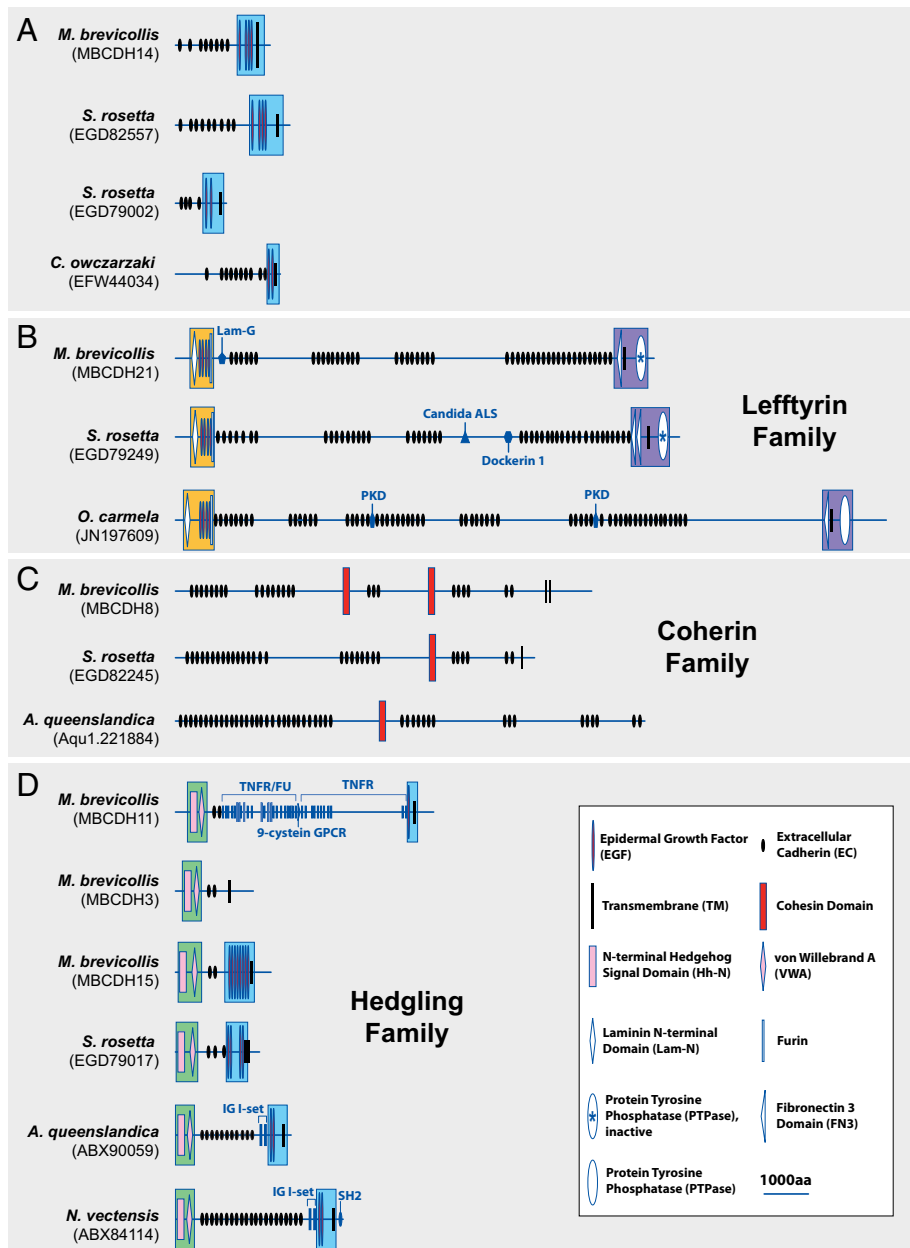 A
M. brevicollis
(MBCDH14)
S. rosetta
(EGD82557)
S. rosetta
(EGD79002)
C. owczarzaki
(EFW44034)
B
Lam-G
M. brevicollis
(MBCDH21)
Candida ALS
S. rosetta
(EGD79249)
Dockerin 1
Lefftyrin
Family
PKD
PKD
O. carmela
(JN197609)
C
M. brevicollis
(MBCDH8)
S. rosetta
(EGD82245)
Coherin
Family
A. queenslandica
(Aqu1.221884)
D
TNFR/FU
TNFR
M. brevicollis
(MBCDH11)
9-cystein GPCR
M. brevicollis
(MBCDH3)
M. brevicollis
(MBCDH15)
Hedgling
Family
S. rosetta
(EGD79017)
IG I-set
A. queenslandica
(ABX90059)
IG I-set
SH2
N. vectensis
(ABX84114)
Epidermal Growth Factor
(EGF)
Extracellular
Cadherin (EC)
Transmembrane (TM)
Cohesin Domain
N-terminal Hedgehog
Signal Domain (Hh-N)
von Willebrand A
(VWA)
Laminin N-terminal
Domain (Lam-N)
Furin
Protein Tyrosine
Phosphatase (PTPase),
inactive
Fibronectin 3
Domain (FN3)
Protein Tyrosine
Phosphatase (PTPase)
1000aa